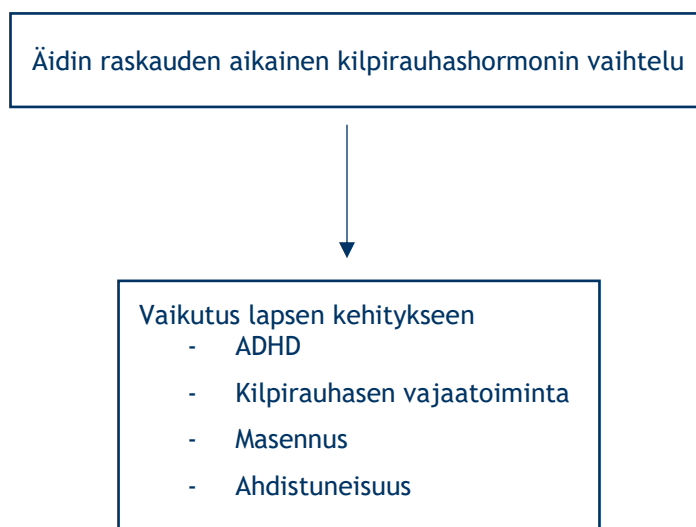 Äidin raskauden aikainen kilpirauhashormonin vaihtelu
Vaikutus lapsen kehitykseen
- ADHD
- Kilpirauhasen vajaatoiminta
- Masennus
- Ahdistuneisuus